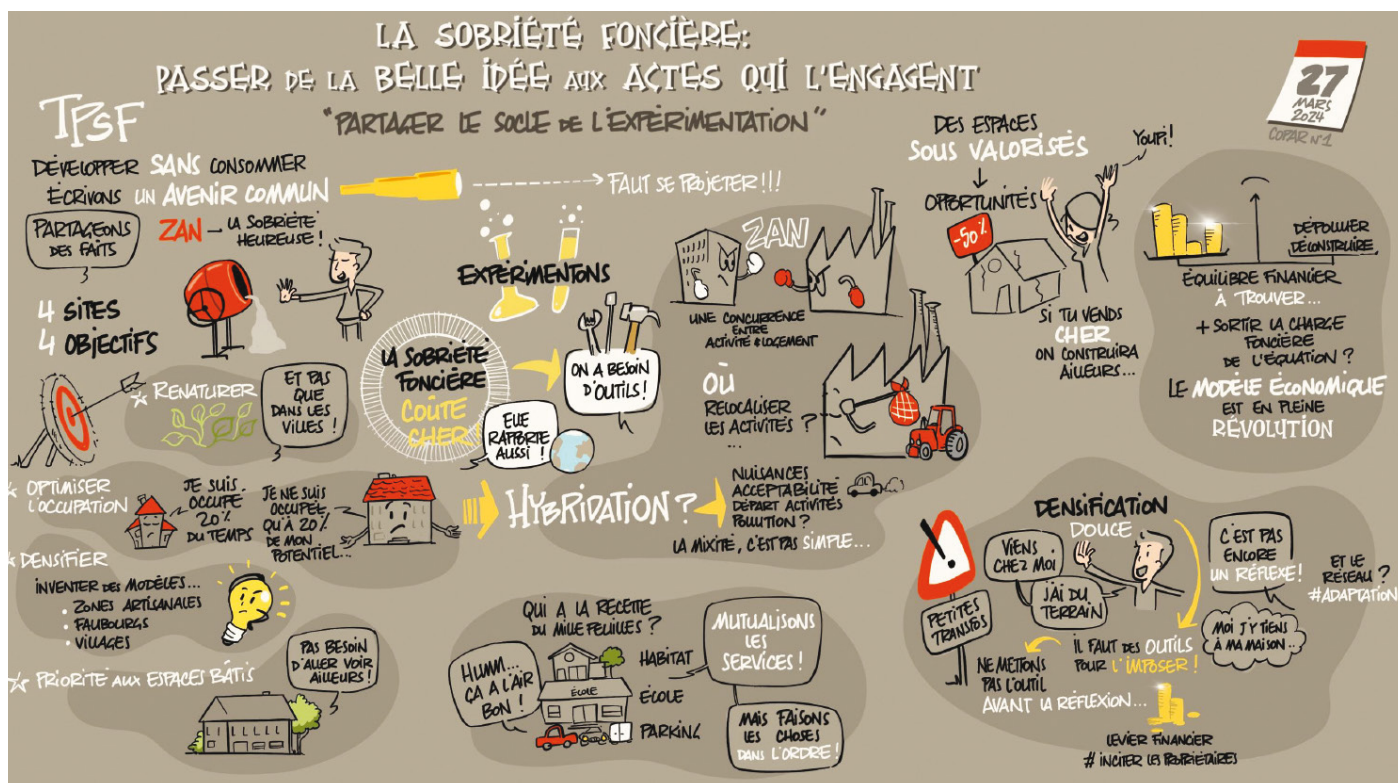 LA SOBRIÉTÉ FONCIÈRE:
PASSER DE LA BELLE IDÉE AUX ACTES QUI L'ENGAGENT
"PARTAGER LE SOCLE DE L'EXPÉRIMENTATION"
27
MARS
2024
COPAR N°1
TPSF
DÉVELOPPER SANS CONSOMMER
ÉCRIVONS UN AVENIR COMMUN
FAUT SE PROJETER!!!
PARTAGEONS
DES FAITS
ZAN → LA SOBRIÉTÉ
HEUREUSE!
4 SITES
4 OBJECTIFS
RENATURER
ET PAS
QUE
DANS LES
VILLES!
OPTIMISER
L'OCCUPATION
JE SUIS
OCCUPÉ
20%
DU TEMPS
JE NE SUIS
OCCUPÉE
QU'À 20%
DE MON
POTENTIEL...
DENSIFIER
INVENTER DES MODÈLES...
• ZONES ARTISANALES
• FAUBOURGS
• VILLAGES
PRIORITÉ AUX ESPACES BÂTIS
PAS BESOIN
D'ALLER VOIR
AILLEURS!
EXPÉRIMENTONS
LA SOBRIÉTÉ
FONCIÈRE
COÛTE
CHER!
ELLE
RAPPORTE
AUSSI!
ON A BESOIN
D'OUTILS!
ZAN
UNE CONCURRENCE
ENTRE
ACTIVITÉ & LOGEMENT
OÙ
RELOCALISER
LES ACTIVITÉS?
...
HYBRIDATION?
NUISANCES
ACCEPTABILITÉ
DÉPART ACTIVITÉS
POLLUTION?
LA MIXITÉ, C'EST PAS SIMPLE...
QUI A LA RECETTE
DU MILLE FEUILLES?
HUMM...
ÇA A L'AIR
BON!
ÉCOLE
HABITAT
ÉCOLE
PARKING
MUTUALISONS
LES
SERVICES!
MAIS FAISONS
LES CHOSES
DANS L'ORDRE!
DES ESPACES
SOUS VALORISÉS
OPPORTUNITÉS
YOUPI!
-50%
SI TU VENDS
CHER
ON CONSTRUIRA
AILLEURS...
DÉPOLLUER
DÉCONSTRUIRE
ÉQUILIBRE FINANCIER
À TROUVER...
+ SORTIR LA CHARGE
FONCIÈRE
DE L'ÉQUATION?
LE MODÈLE ÉCONOMIQUE
EST EN PLEINE
RÉVOLUTION
DENSIFICATION
DOUCE
VIENS
CHEZ MOI
J'AI DU
TERRAIN
PETITES
TRANSFOS
C'EST PAS
ENCORE
UN RÉFLEXE!
ET LE
RÉSEAU?
#ADAPTATION
MOI J'Y TIENS
À MA MAISON...
IL FAUT DES OUTILS
POUR L'IMPOSER!
NE METTONS
PAS L'OUTIL
AVANT LA RÉFLEXION...
LEVIER FINANCIER
# INCITER LES PROPRIÉTAIRES